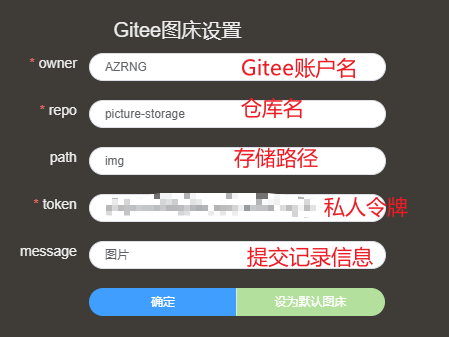 Gitee图床设置
* owner AZRNG Gitee账户名
* repo picture-storage 仓库名
path img 存储路径
* token 私人令牌
message 图片 提交记录信息
确定 设为默认图床